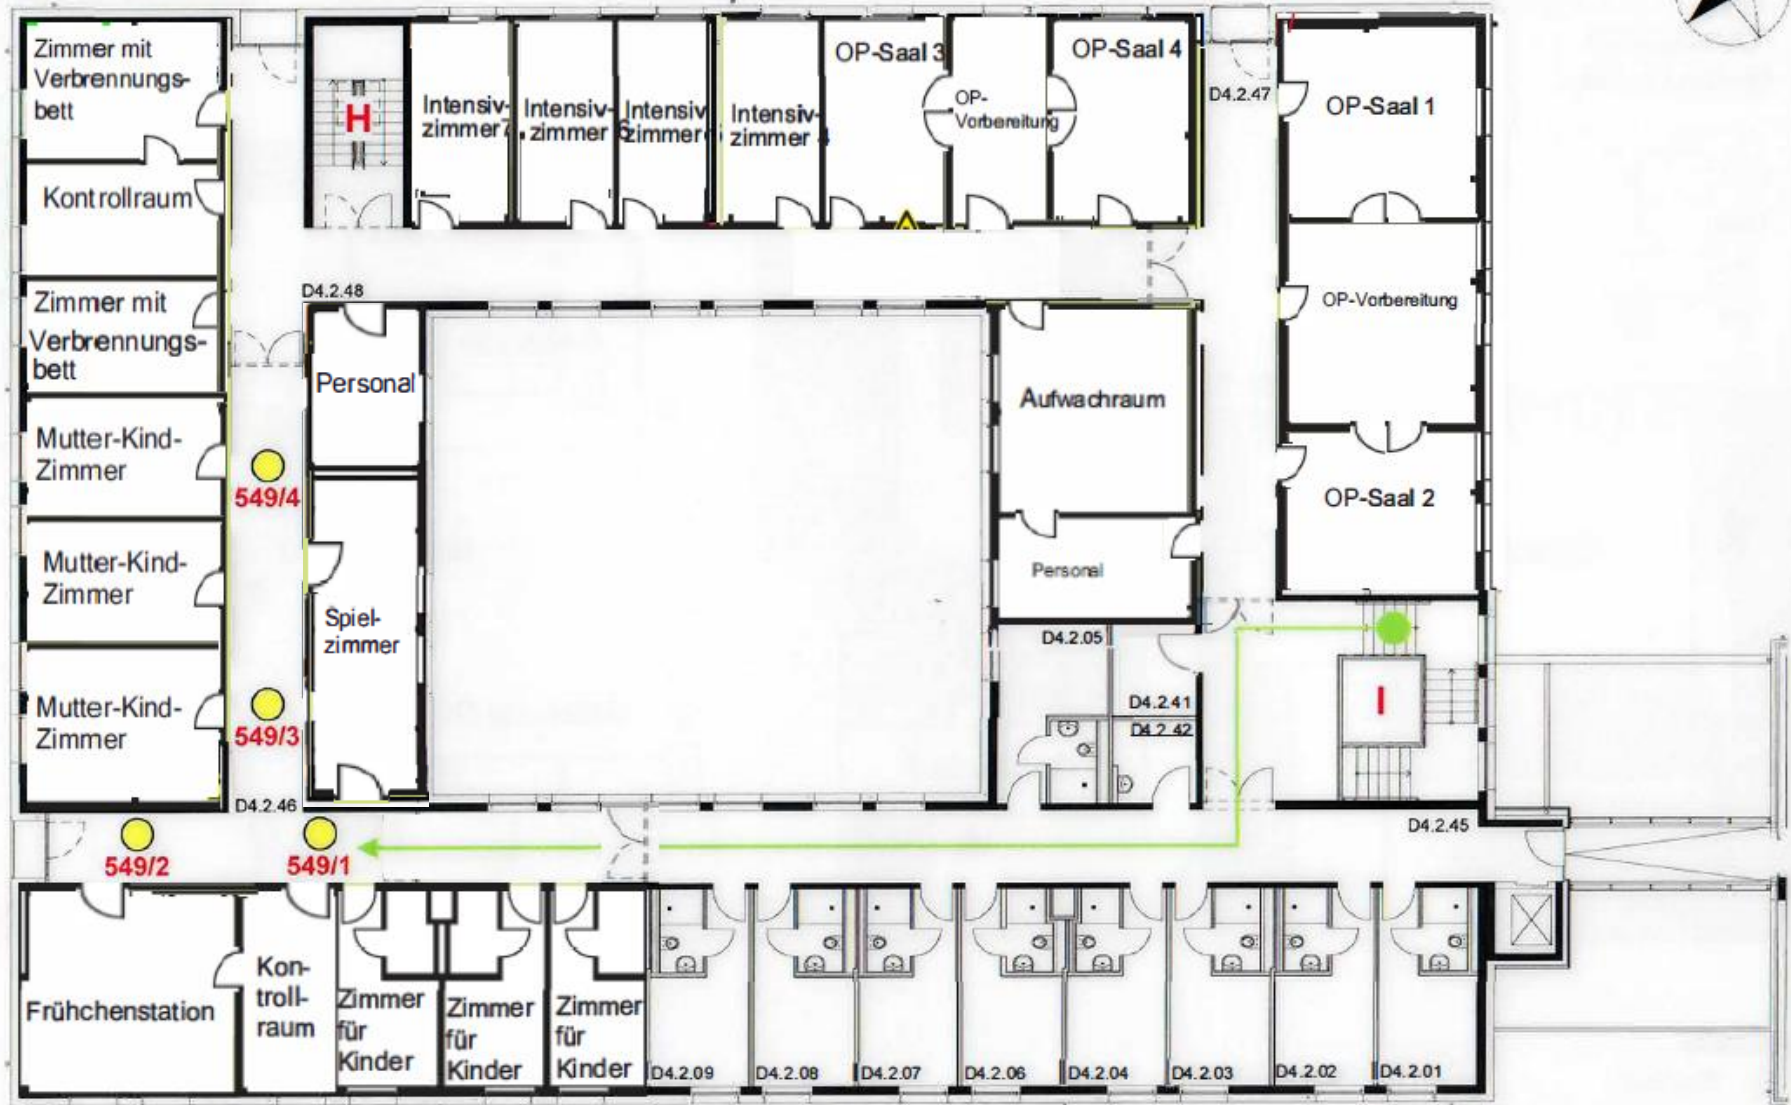 Zimmer mit
Verbrennungs-
bett
Kontrollraum
Zimmer mit
Verbrennungs-
bett
Mutter-Kind-
Zimmer
Mutter-Kind-
Zimmer
Mutter-Kind-
Zimmer
H
Intensiv-
zimmer 7
Intensiv-
zimmer 6
Intensiv
zimmer
Intensiv-
zimmer 4
OP-Saal 3
OP-
Vorbereitung
OP-Saal 4
D4.2.47
OP-Saal 1
OP-Vorbereitung
OP-Saal 2
D4.2.48
Personal
549/4
Spiel-
zimmer
549/3
Aufwachraum
Personal
D4.2.05
D4.2.41
D4.2.42
I
D4.2.46
D4.2.45
549/2
549/1
Frühchenstation
Kon-
troll-
raum
Zimmer
für
Kinder
Zimmer
für
Kinder
Zimmer
für
Kinder
D4.2.09
D4.2.08
D4.2.07
D4.2.06
D4.2.04
D4.2.03
D4.2.02
D4.2.01